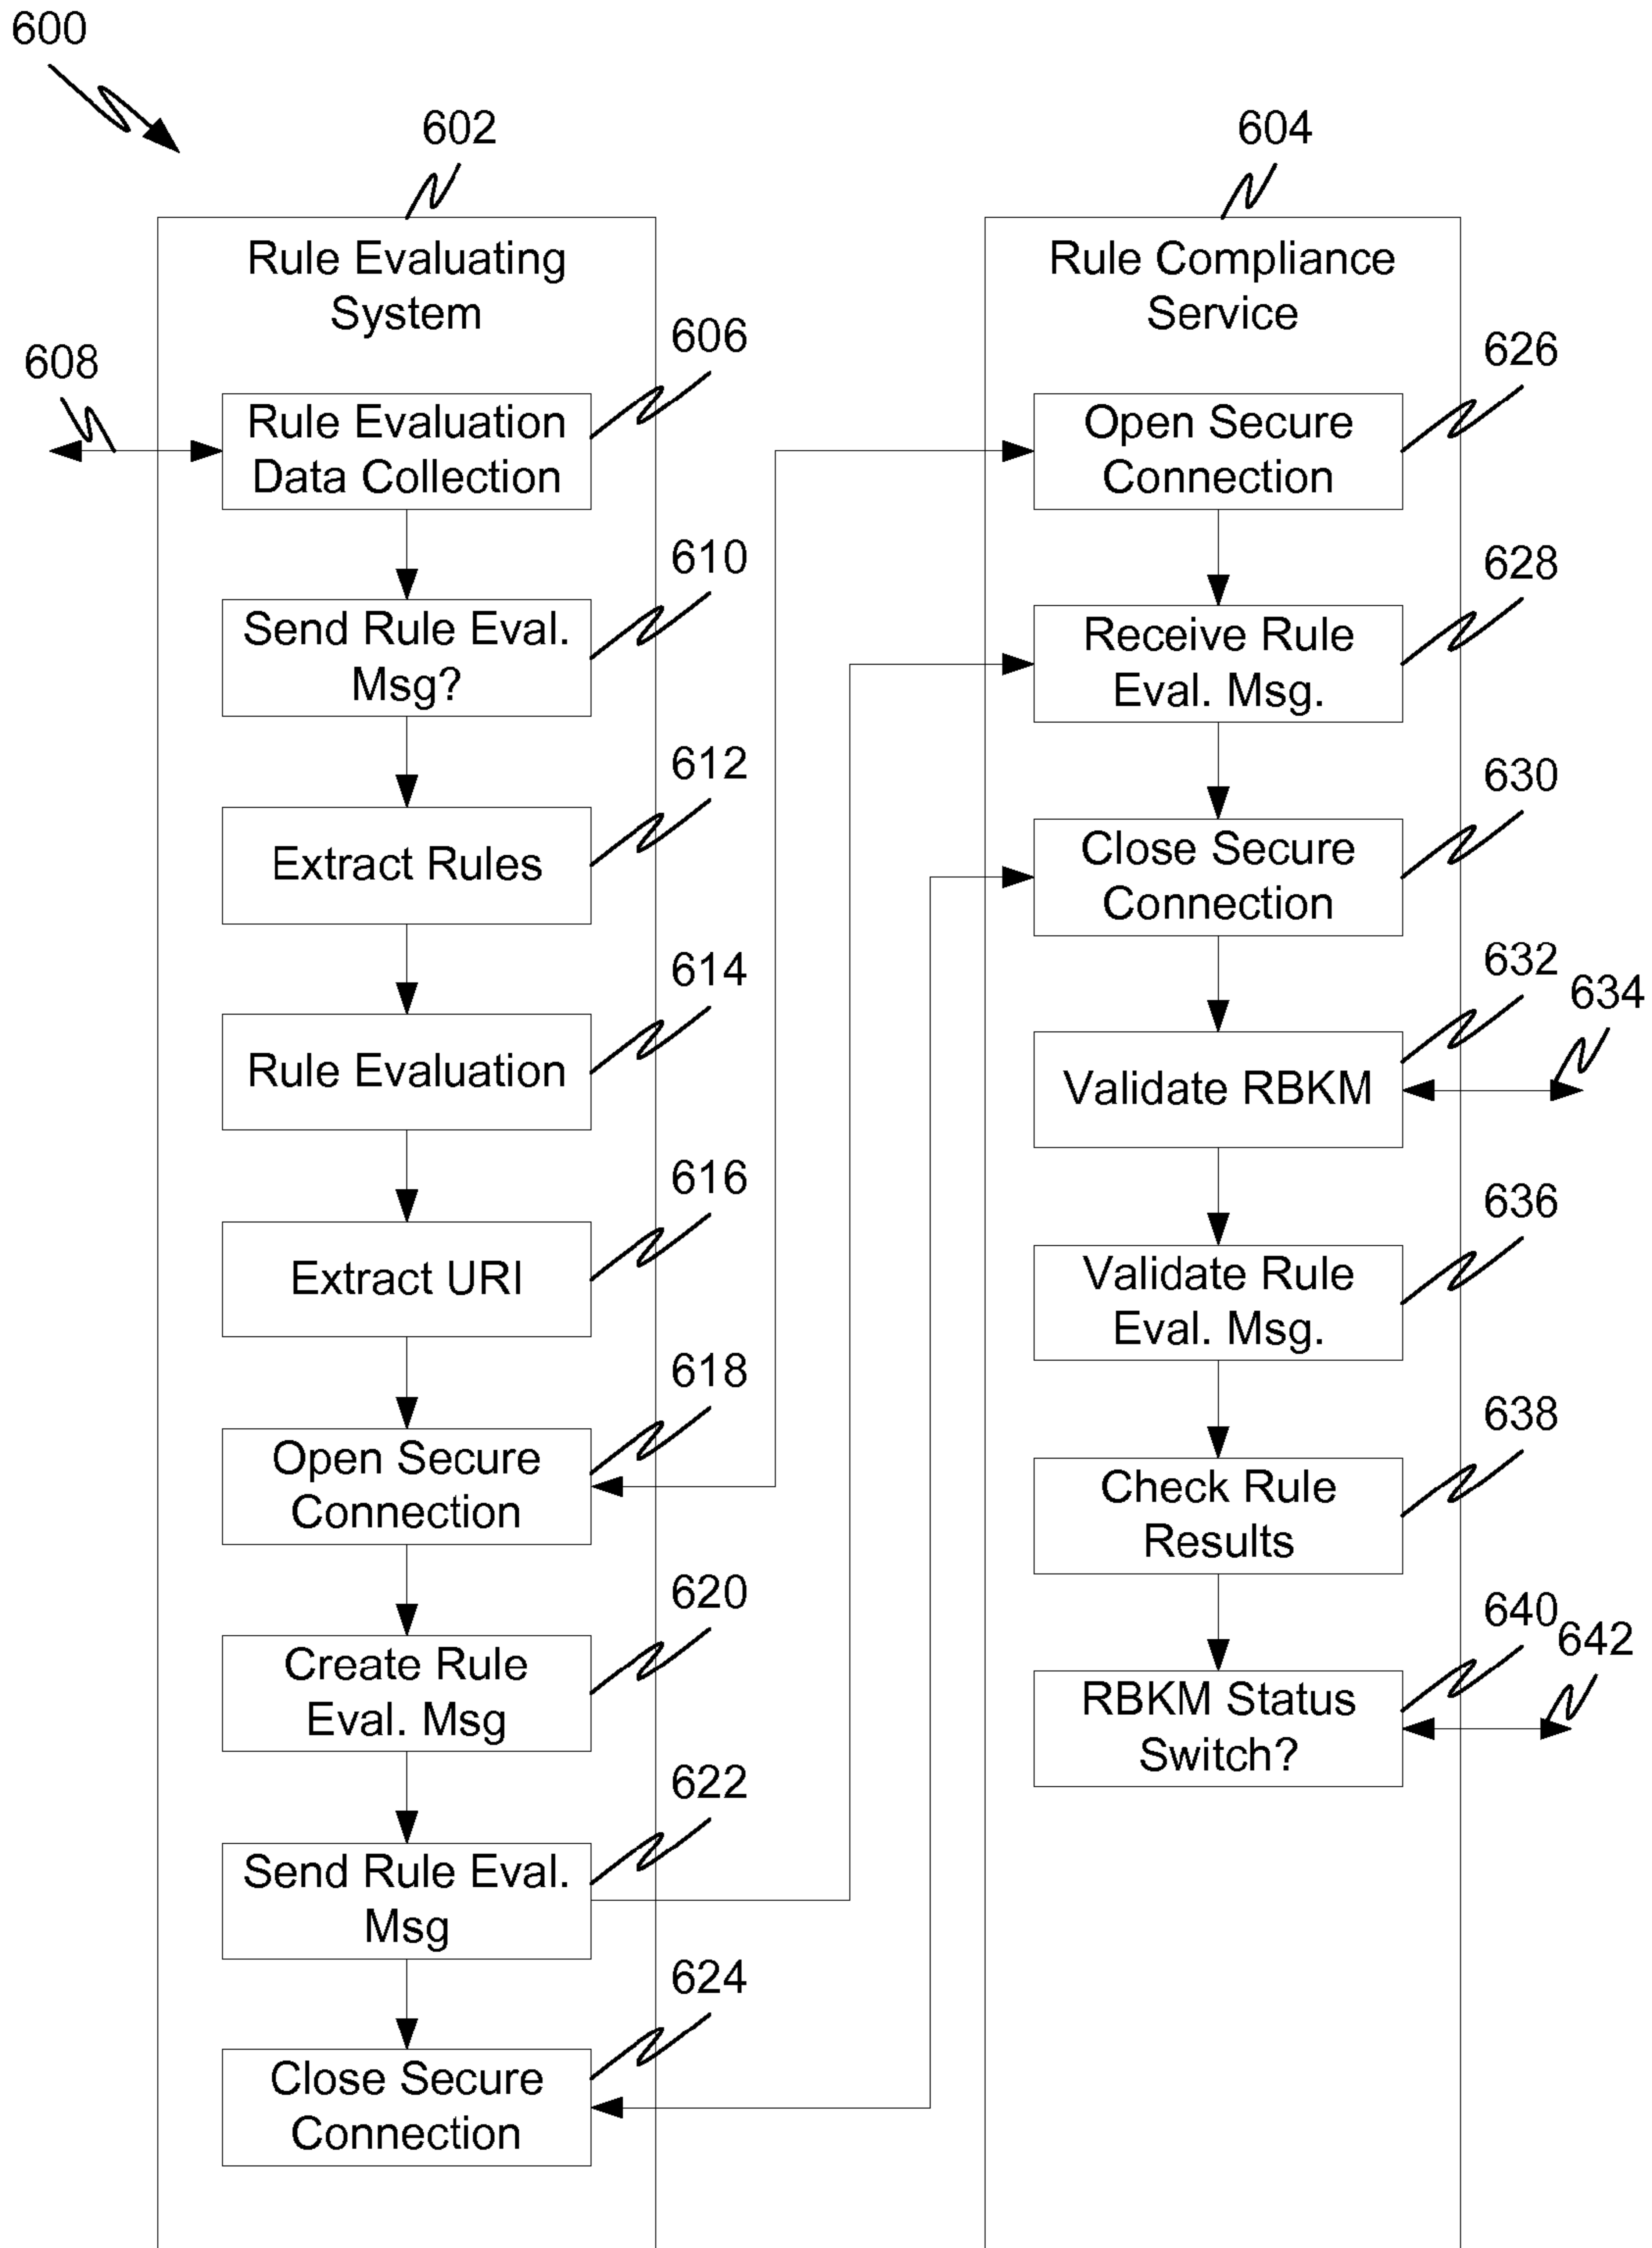 600
602
604
Rule Evaluating
System
Rule Compliance
Service
608
606
626
Rule Evaluation
Data Collection
Open Secure
Connection
610
628
Send Rule Eval.
Msg?
Receive Rule
Eval. Msg.
612
630
Extract Rules
Close Secure
Connection
614
632
634
Rule Evaluation
Validate RBKM
616
636
Extract URI
Validate Rule
Eval. Msg.
618
638
Open Secure
Connection
Check Rule
Results
620
640
642
Create Rule
Eval. Msg
RBKM Status
Switch?
622
Send Rule Eval.
Msg
624
Close Secure
Connection